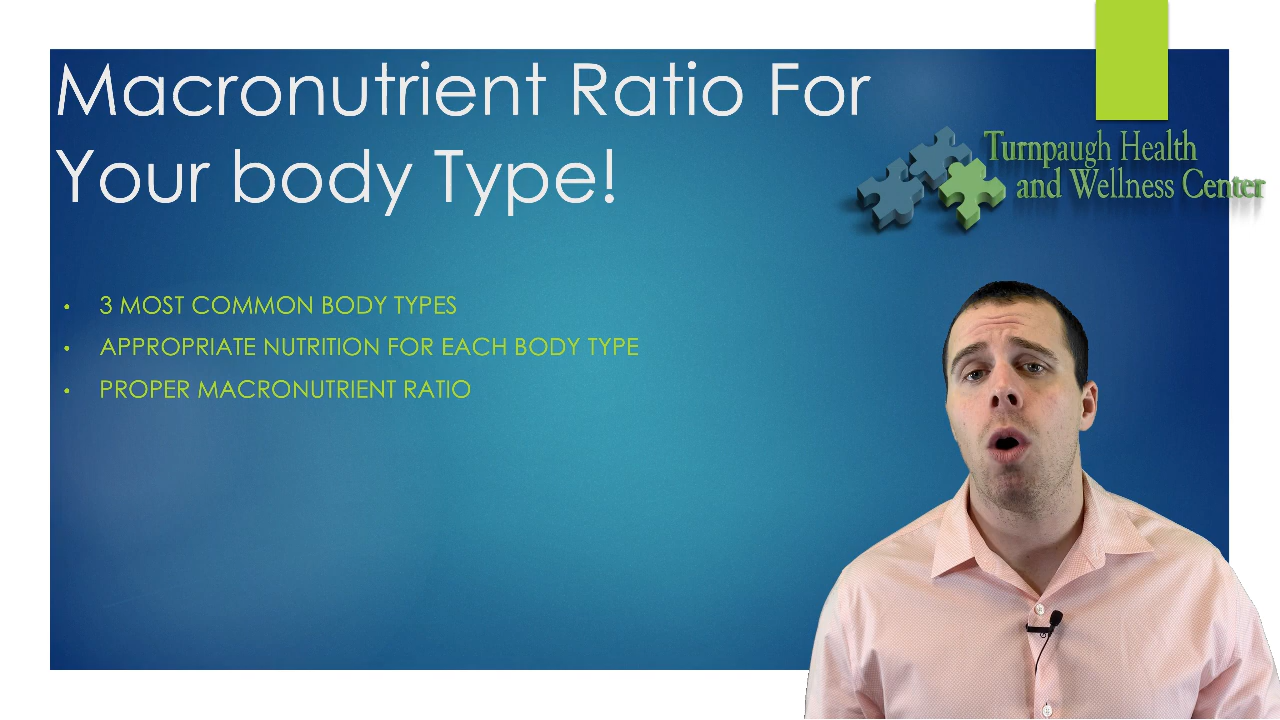 Macronutrient Ratio For
Your body Type!
Turnpaugh Health
and Wellness Center
• 3 MOST COMMON BODY TYPES
• APPROPRIATE NUTRITION FOR EACH BODY TYPE
• PROPER MACRONUTRIENT RATIO